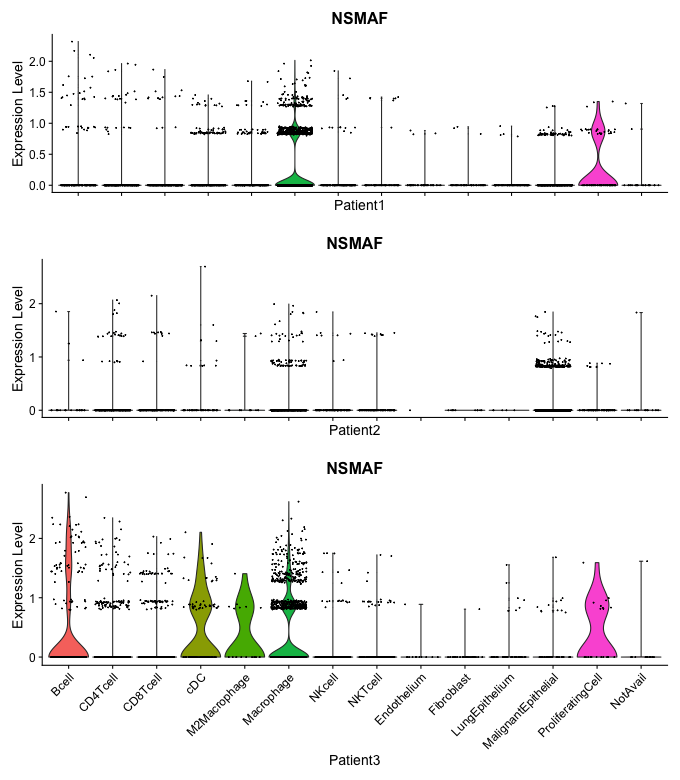 NSMAF
Expression Level
2.0
1.5
1.0
0.5
0.0
Patient1
NSMAF
Expression Level
2
1
0
Patient2
NSMAF
Expression Level
2
1
0
Bcell
CD4Tcell
CD8Tcell
cDC
M2Macrophage
Macrophage
NKcell
NKTcell
Endothelium
Fibroblast
LungEpithelium
MalignantEpithelial
ProliferatingCell
NotAvail
Patient3